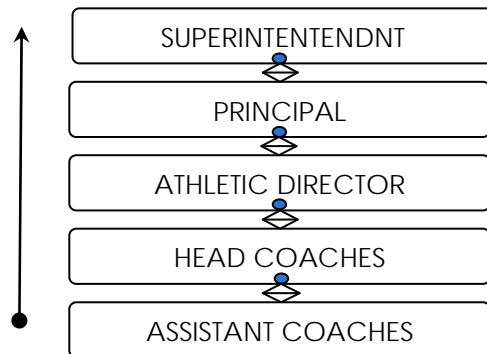 SUPERINTENTENDNT
PRINCIPAL
ATHLETIC DIRECTOR
HEAD COACHES
ASSISTANT COACHES